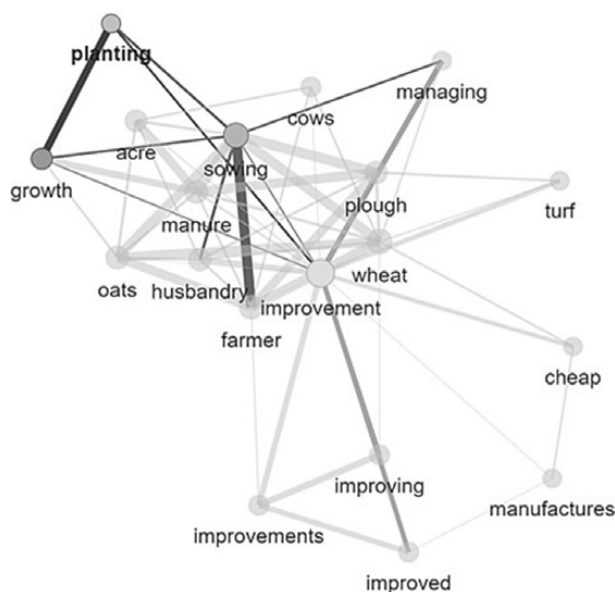 planting
managing
cows
acre
sowing
growth
plough
turf
manure
oats
husbandry
wheat
improvement
farmer
cheap
improving
manufactures
improvements
improved